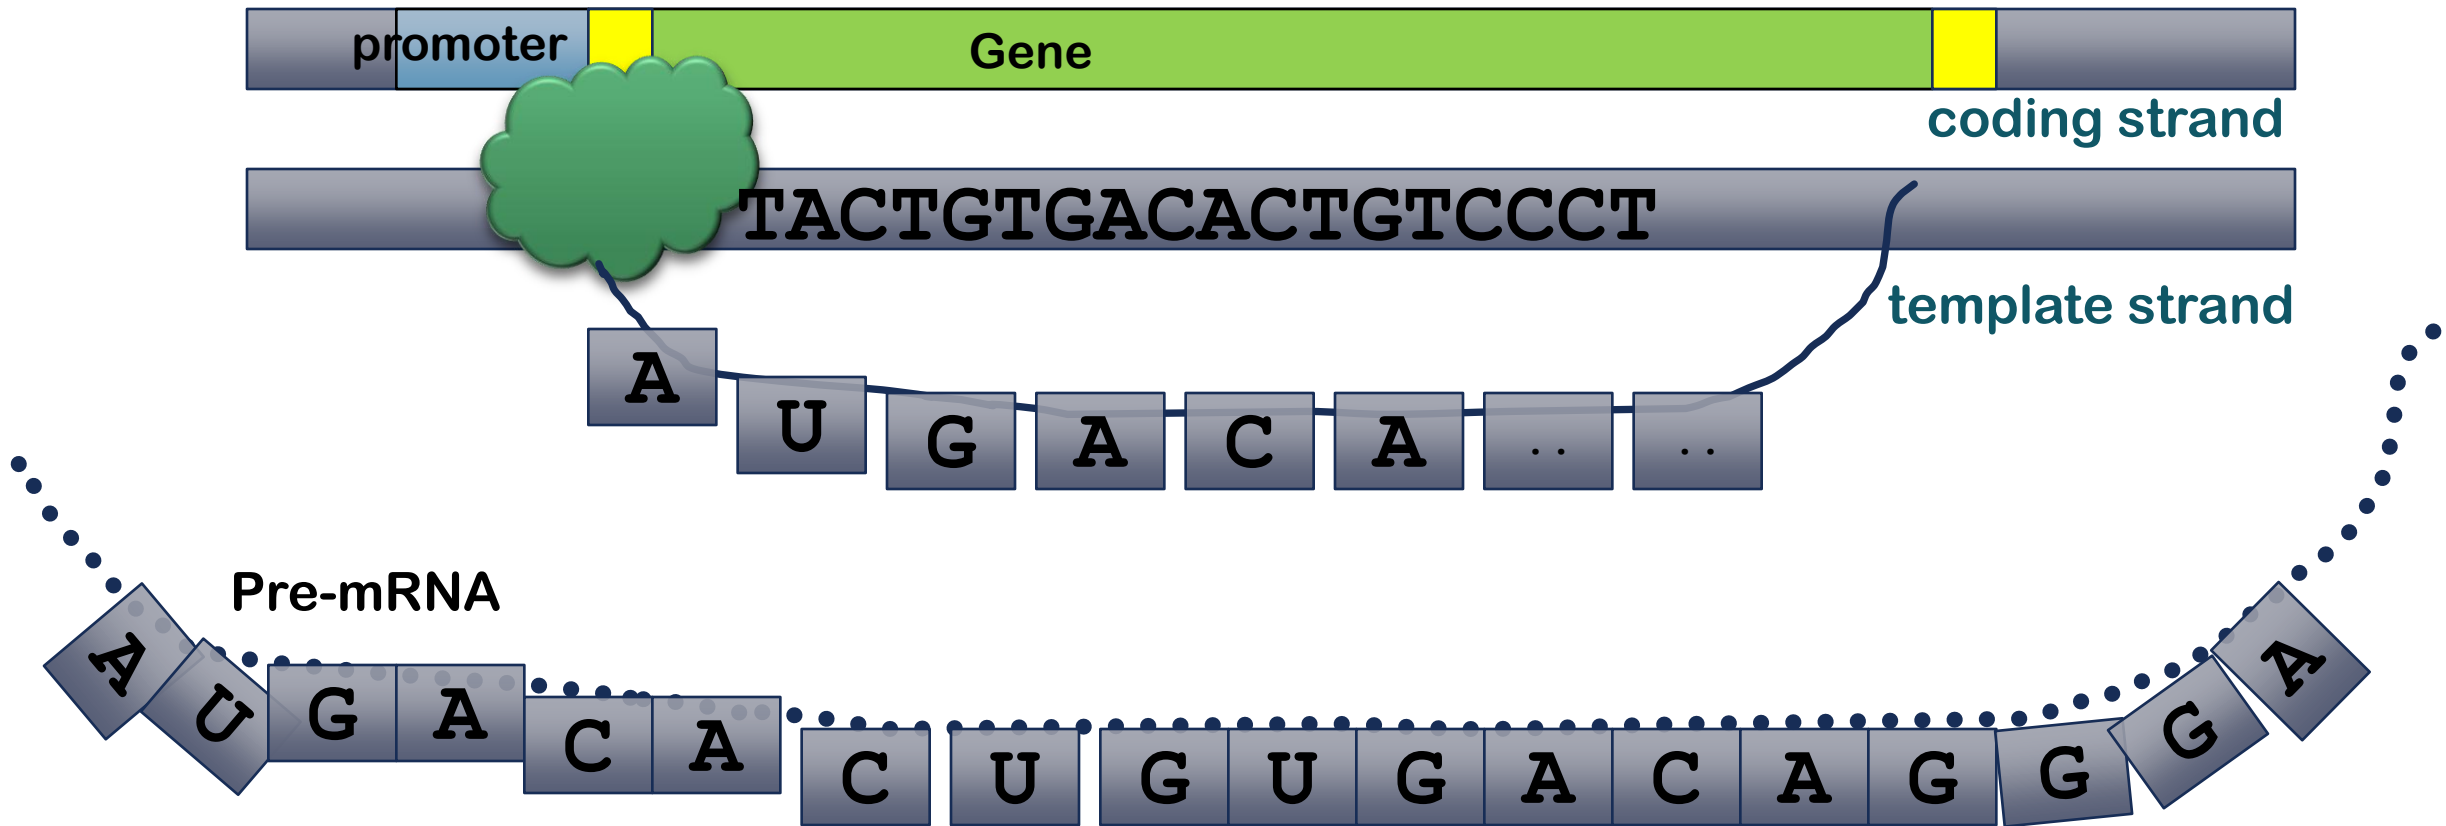 promoter Gene
coding strand
TACTGTGACACTGTCCCT
template strand
A U G A C A .. ..
Pre-mRNA
A U G A C A C U G U G A C A G G G A